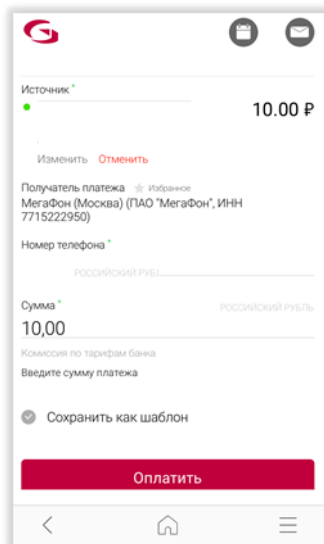 Источник *
10.00 ₽
Изменить Отменить
Получатель платежа Избранное
МегаФон (Москва) (ПАО "МегаФон", ИНН
7715222950)
Номер телефона *
РОССИЙСКИЙ РУБЛ
Сумма *
РОССИЙСКИЙ РУБЛЬ
10,00
Комиссия по тарифам банка
Введите сумму платежа
Сохранить как шаблон
Оплатить